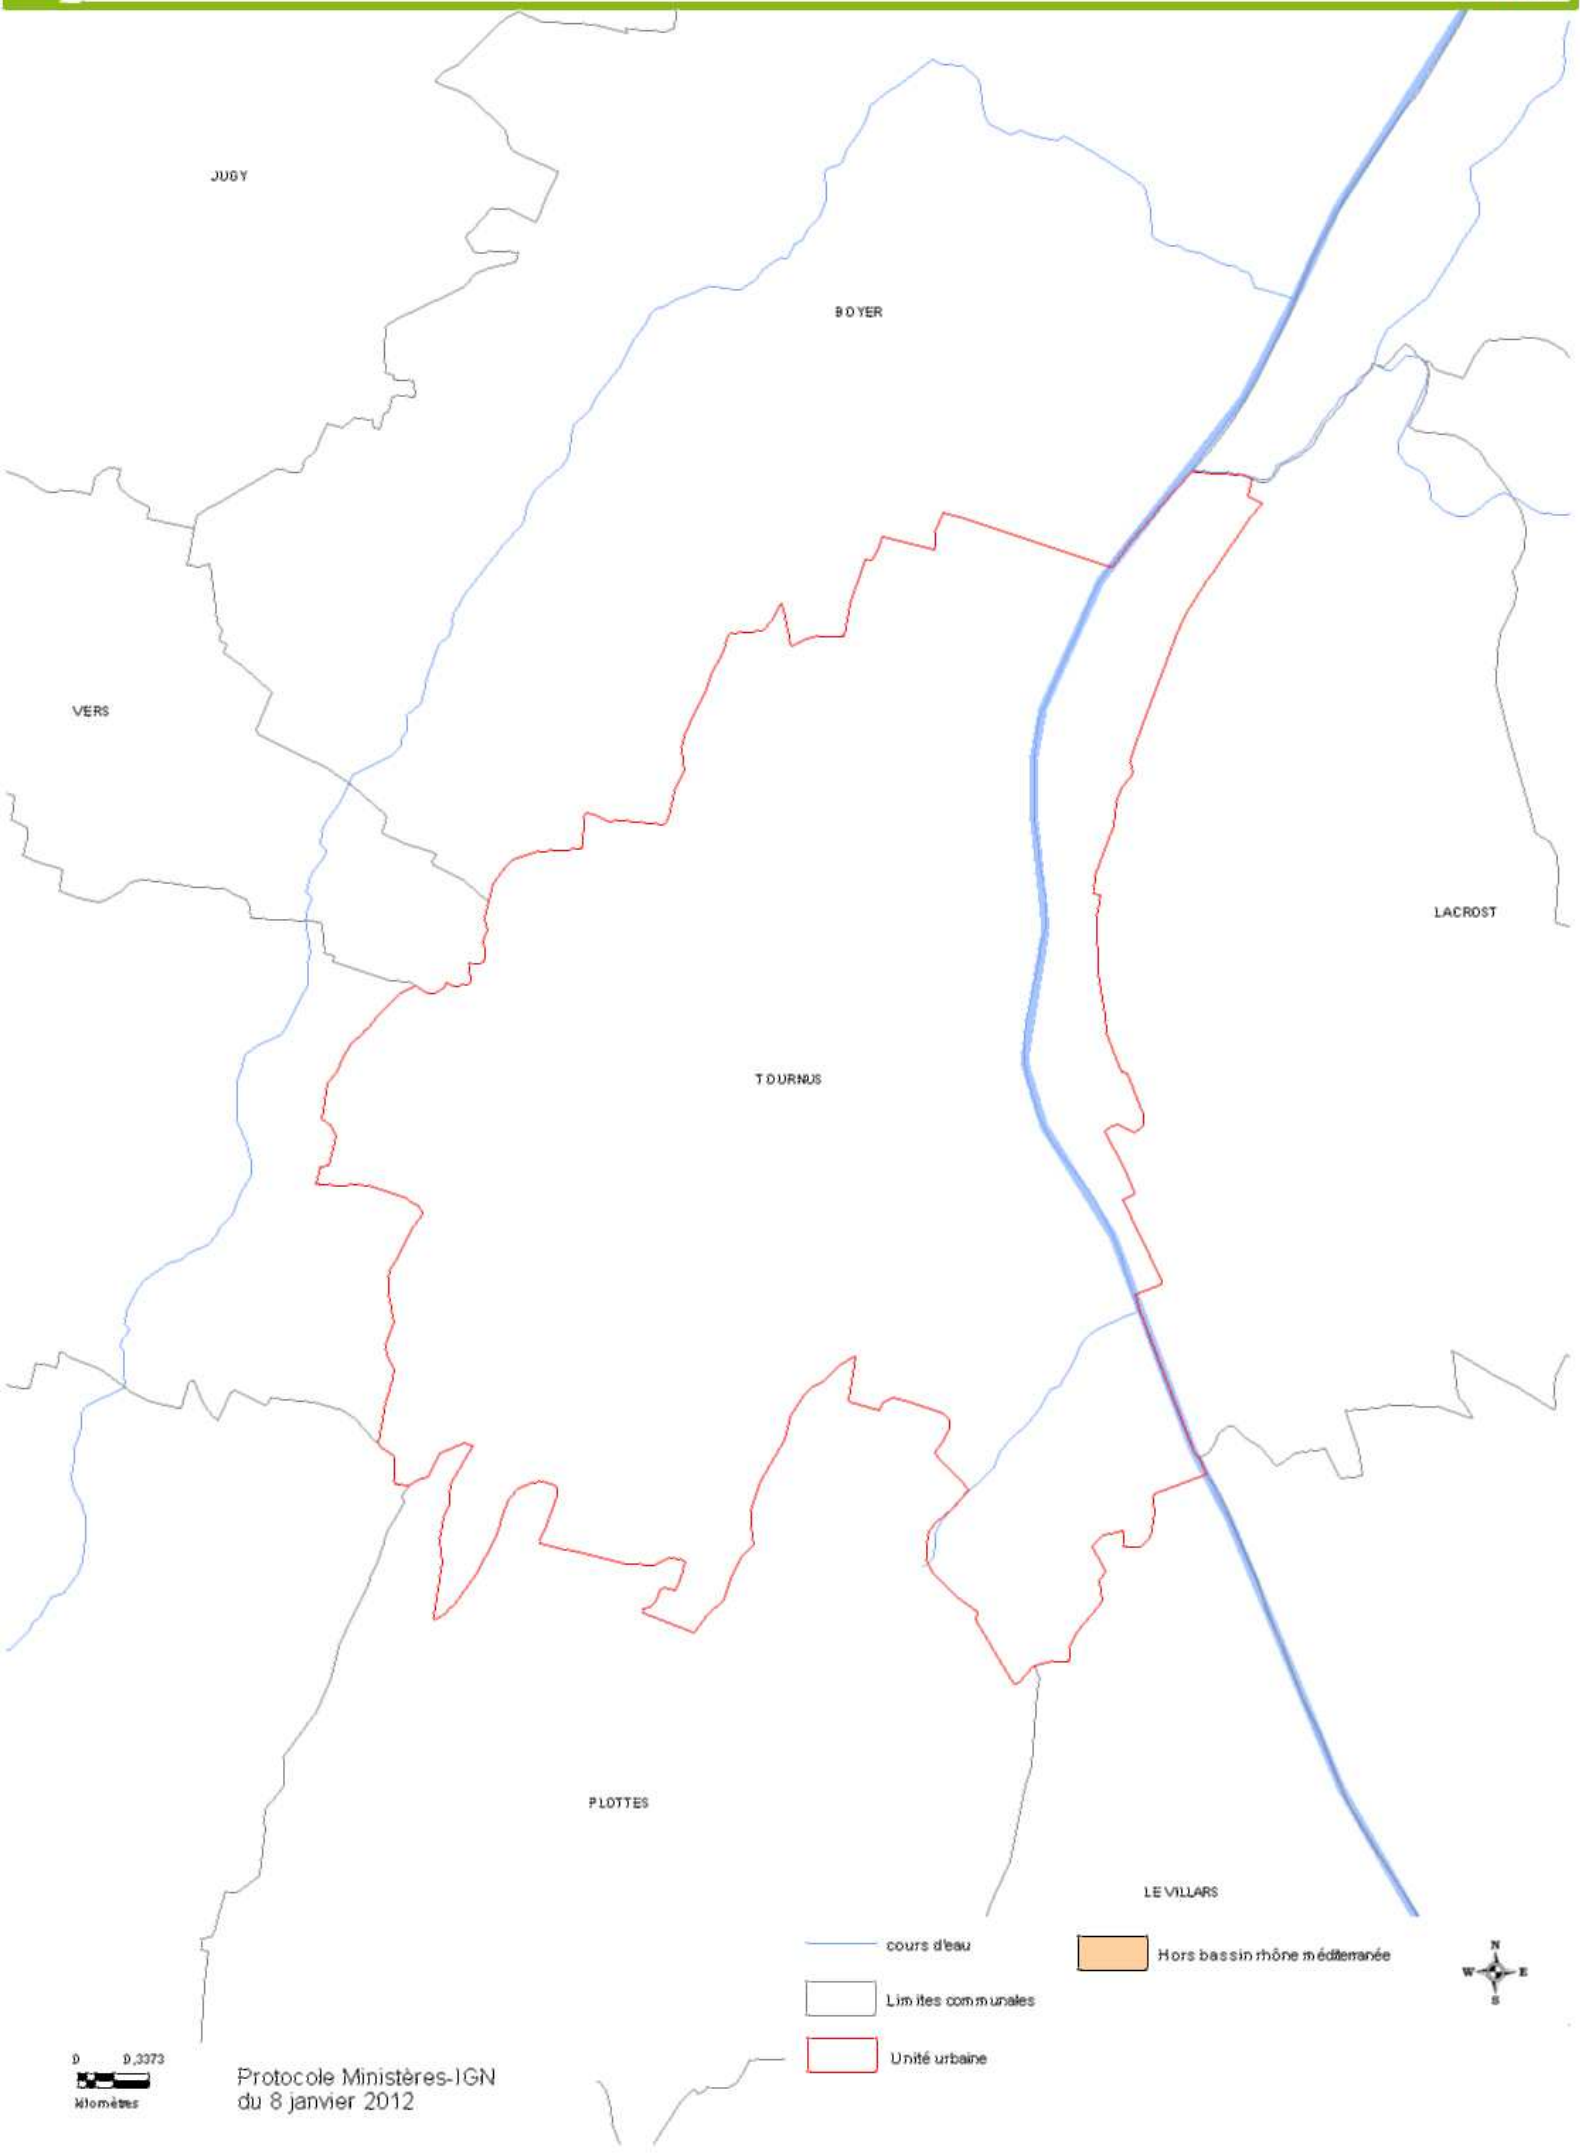 JUGY
BOYER
VERS
LACROST
TOURNUS
PLOTTES
LE VILLARS
cours d'eau
Hors bassin rhône méditerranée
Limites communales
Unité urbaine
N
W E
S
0 0,3373
kilomètres
Protocole Ministères-IGN
du 8 janvier 2012